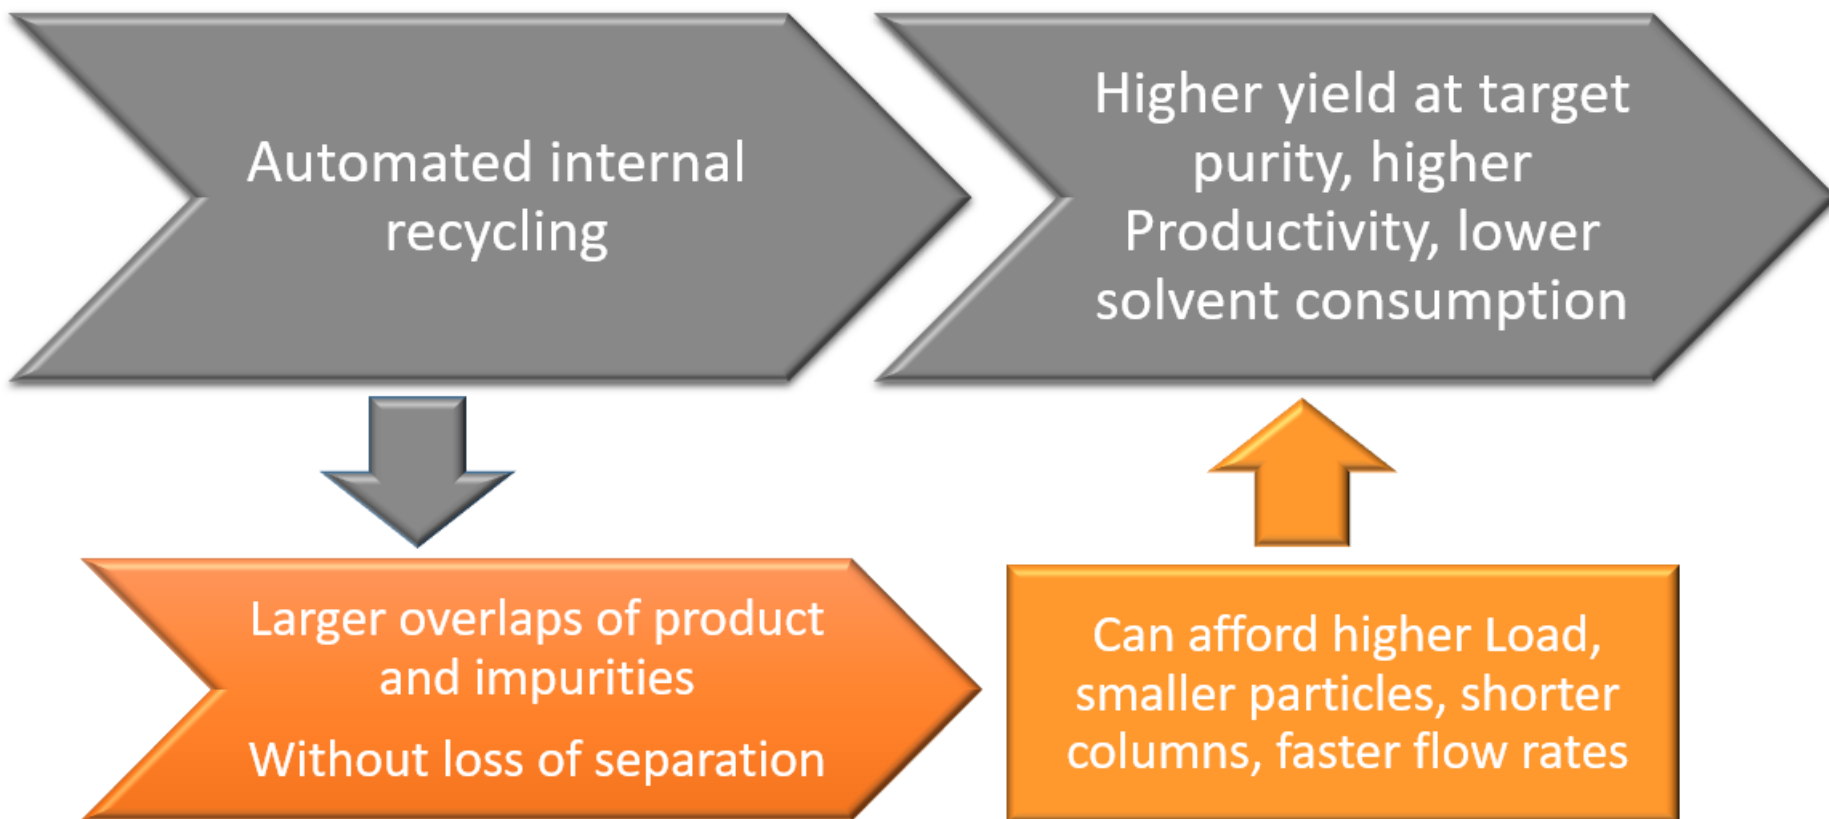 Automated internal
recycling
Higher yield at target
purity, higher
Productivity, lower
solvent consumption
Larger overlaps of product
and impurities
Without loss of separation
Can afford higher Load,
smaller particles, shorter
columns, faster flow rates